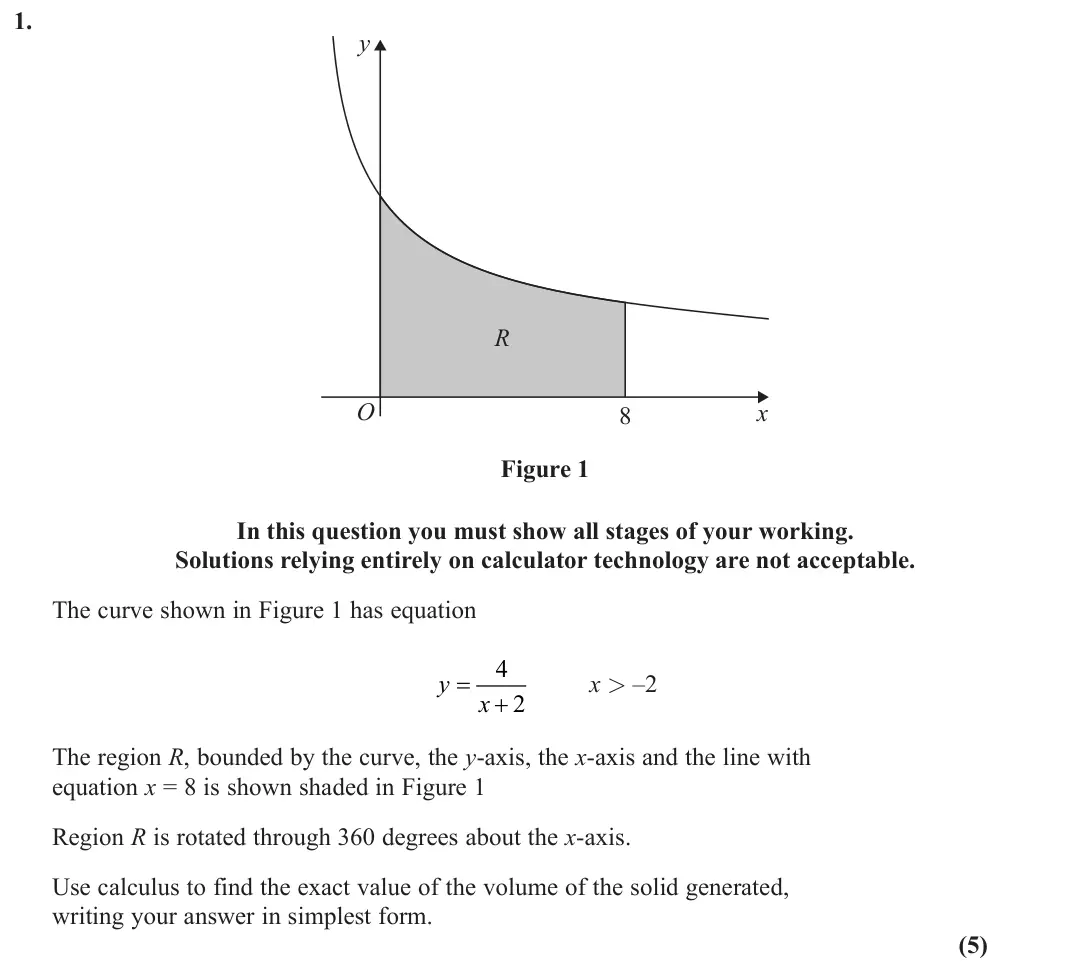 1.
y
R
O
8
x
Figure 1
In this question you must show all stages of your working.
Solutions relying entirely on calculator technology are not acceptable.
The curve shown in Figure 1 has equation
y = 4/(x + 2)    x > –2
The region R, bounded by the curve, the y-axis, the x-axis and the line with
equation x = 8 is shown shaded in Figure 1
Region R is rotated through 360 degrees about the x-axis.
Use calculus to find the exact value of the volume of the solid generated,
writing your answer in simplest form.
(5)